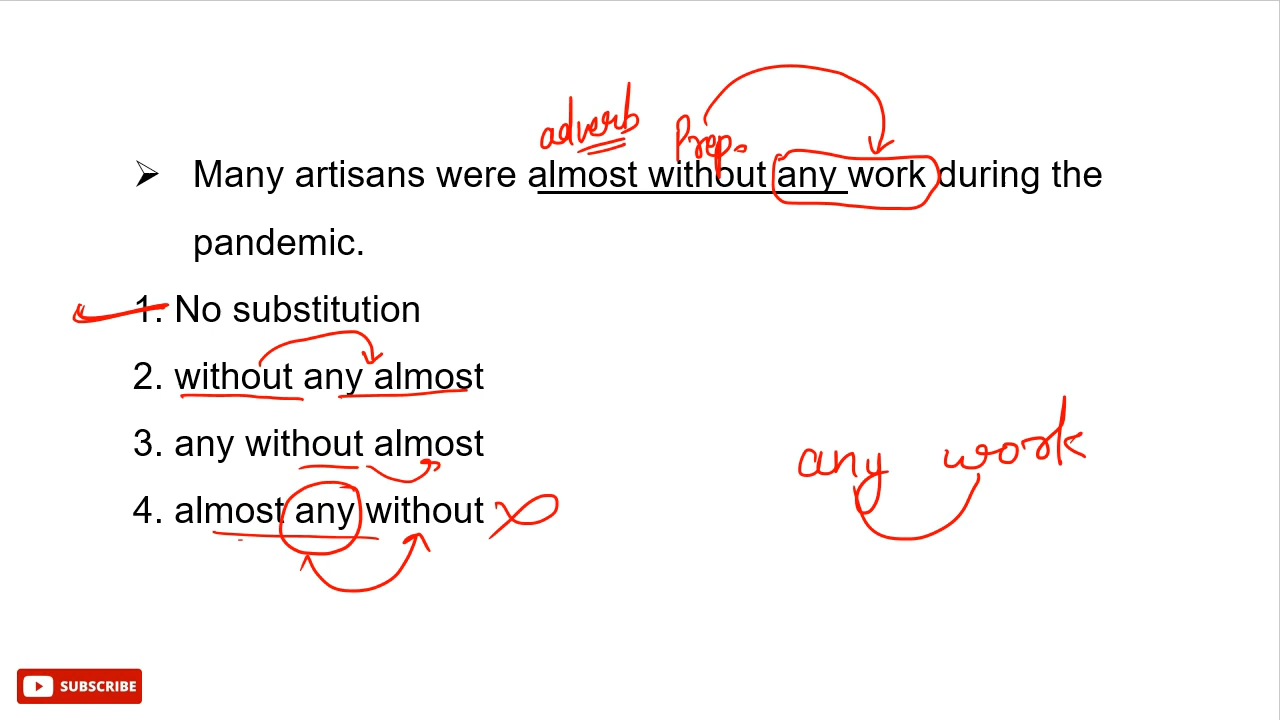 adverb Prep.
➢ Many artisans were almost without any work during the
pandemic.
1. No substitution
2. without any almost
3. any without almost
any work
4. almost any without
SUBSCRIBE